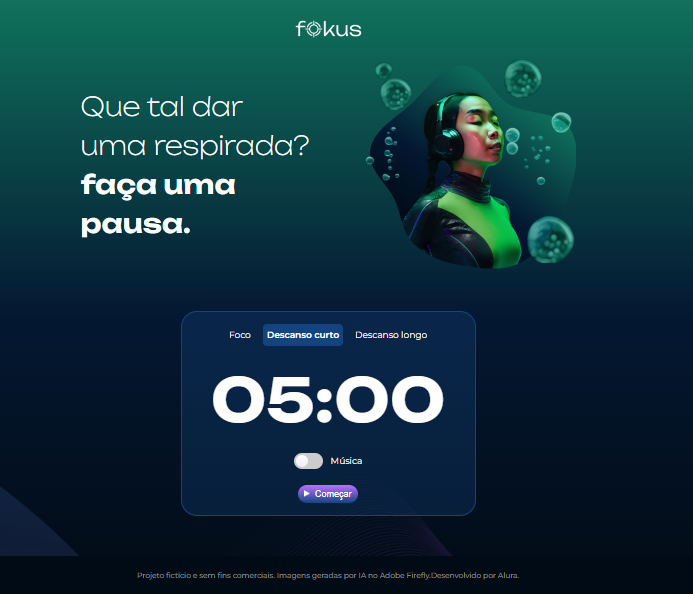 fokus
Que tal dar
uma respirada?
faça uma
pausa.
Foco Descanso curto Descanso longo
05:00
Música
Começar
Projeto fictício e sem fins comerciais. Imagens geradas por IA no Adobe Firefly.Desenvolvido por Alura.